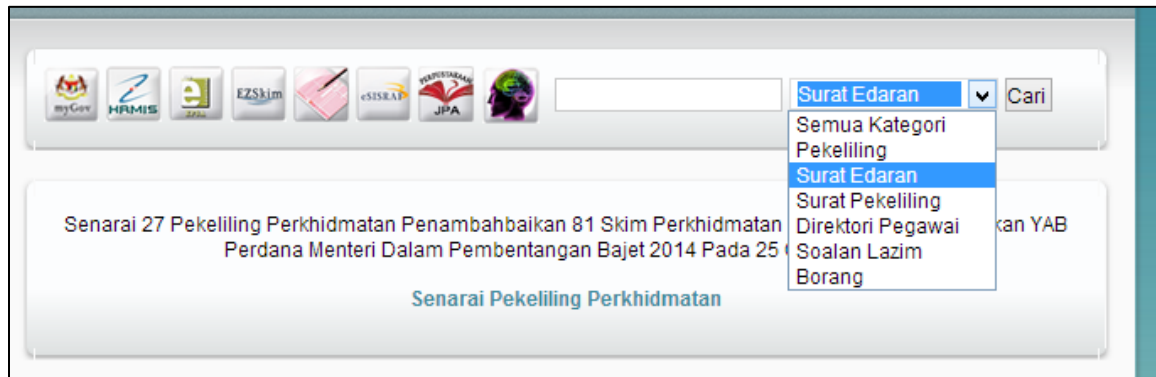 myGov HRMIS EZSkim eSISRAF PERPUSTAKAAN JPA
Surat Edaran Cari
Semua Kategori
Pekeliling
Surat Edaran
Surat Pekeliling
Direktori Pegawai
Soalan Lazim
Borang
Senarai 27 Pekeliling Perkhidmatan Penambahbaikan 81 Skim Perkhidmatan kan YAB
Perdana Menteri Dalam Pembentangan Bajet 2014 Pada 25
Senarai Pekeliling Perkhidmatan